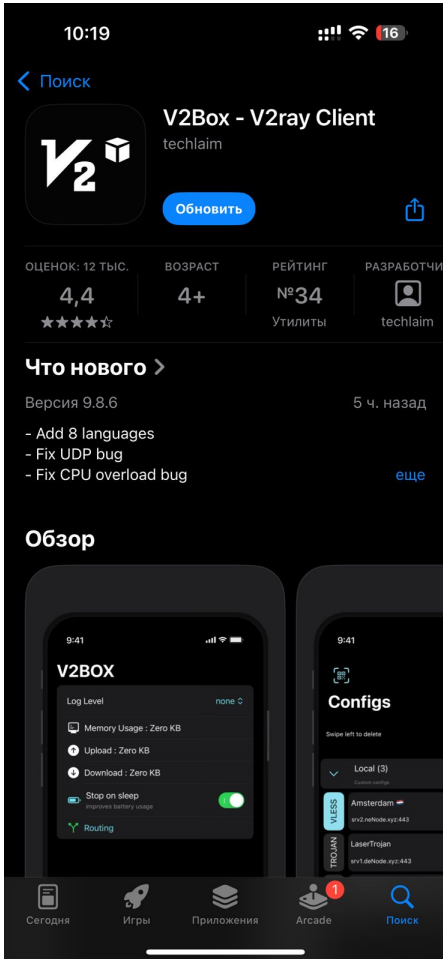 10:19
16
Поиск
V2
V2Box - V2ray Client
techlaim
Обновить
ОЦЕНОК: 12 ТЫС.
ВОЗРАСТ
РЕЙТИНГ
РАЗРАБОТЧИ
4,4
4+
№34
Утилиты
techlaim
Что нового
Версия 9.8.6
5 ч. назад
- Add 8 languages
- Fix UDP bug
- Fix CPU overload bug
еще
Обзор
9:41
V2BOX
Log Level
none
Memory Usage : Zero KB
Upload : Zero KB
Download : Zero KB
Stop on sleep
improves battery usage
Routing
9:41
Configs
Swipe left to delete
Local (3)
Custom configs
VLESS
Amsterdam
srv2.neNode.xyz:443
TROJAN
LaserTrojan
srv1.deNode.xyz:443
Сегодня
Игры
Приложения
Arcade
1
Поиск